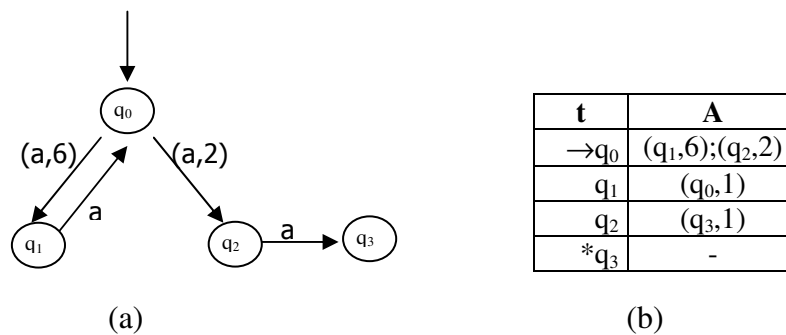 q₀
(a,6)
(a,2)
a
q₁
q₂
a
q₃
(a)
t A
→q₀ (q₁,6);(q₂,2)
q₁ (q₀,1)
q₂ (q₃,1)
*q₃ -
(b)